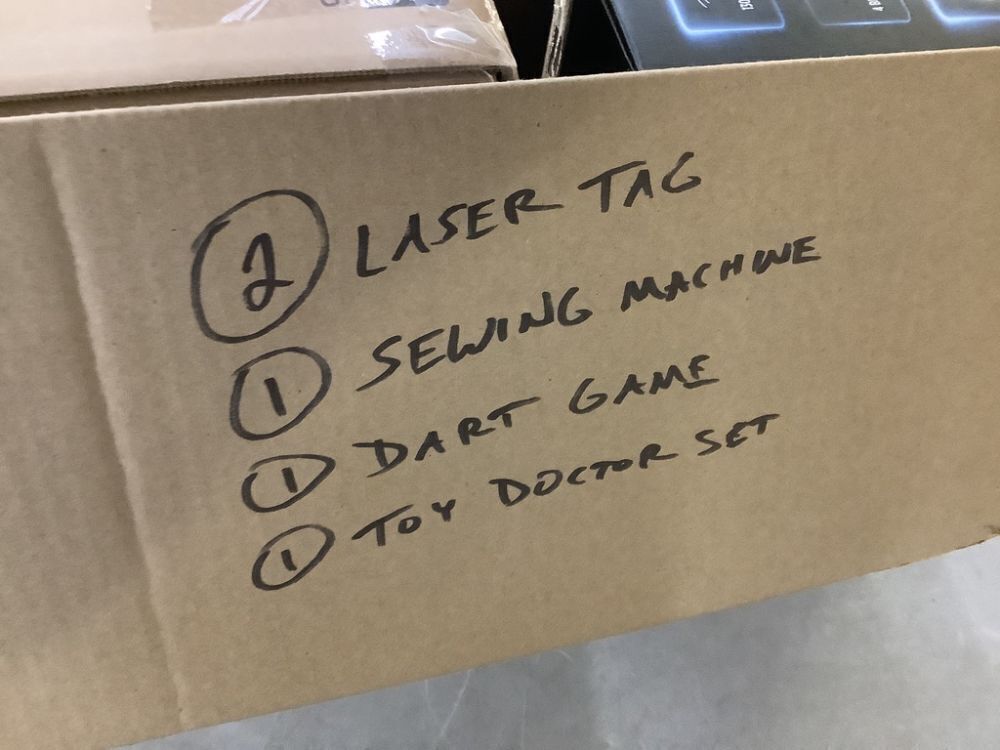 2 LASER TAG
1 SEWING MACHINE
1 DART GAME
1 TOY DOCTOR SET